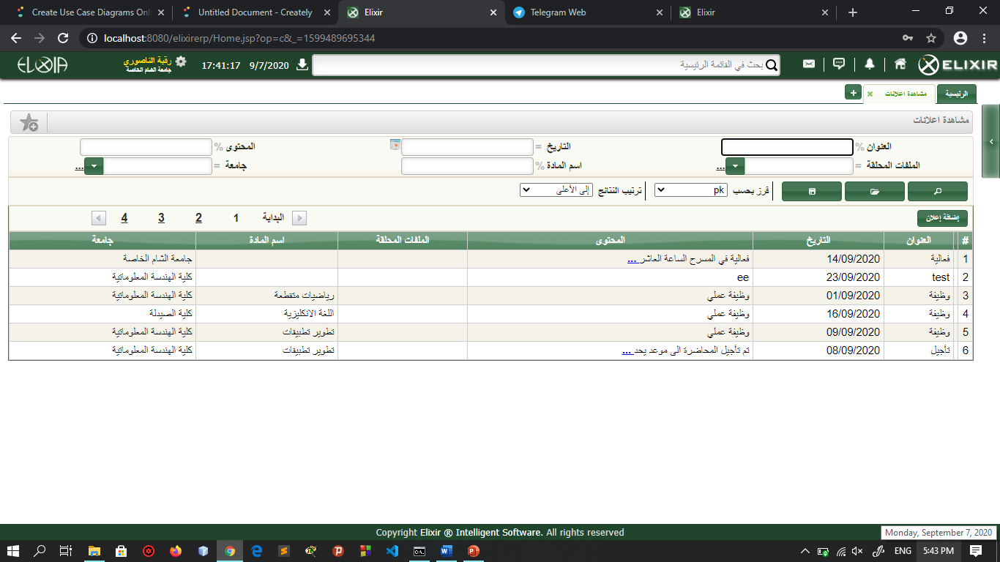 Create Use Case Diagrams Onl
Untitled Document - Creately
Elixir
Telegram Web
Elixir
localhost:8080/elixirerp/Home.jsp?op=c&_=1599489695344
ELIXIR
بحث في القائمة الرئيسية
9/7/2020 17:41:17
رقية الناصوري
جامعة الشام الخاصة
الرئيسية
مشاهدة اعلانات
مشاهدة اعلانات
العنوان %
التاريخ =
المحتوى %
الملفات المحلقة = ...
اسم المادة %
جامعة = ...
فرز بحسب pk
ترتيب النتائج إلى الأعلى
إضافة إعلان
البداية 1 2 3 4
# العنوان التاريخ المحتوى الملفات المحلقة اسم المادة جامعة
1 فعالية 14/09/2020 فعالية في المسرح الساعة العاشر ... جامعة الشام الخاصة
2 test 23/09/2020 ee كلية الهندسة المعلوماتية
3 وظيفة 01/09/2020 وظيفة عملي رياضيات متقطعة كلية الهندسة المعلوماتية
4 وظيفة 16/09/2020 وظيفة عملي اللغة الانكليزية كلية الصيدلة
5 وظيفة 09/09/2020 وظيفة عملي تطوير تطبيقات كلية الهندسة المعلوماتية
6 تأجيل 08/09/2020 تم تأجيل المحاضرة الى موعد يحد ... تطوير تطبيقات كلية الهندسة المعلوماتية
Copyright Elixir ® Intelligent Software. All rights reserved
Monday, September 7, 2020
ENG 5:43 PM